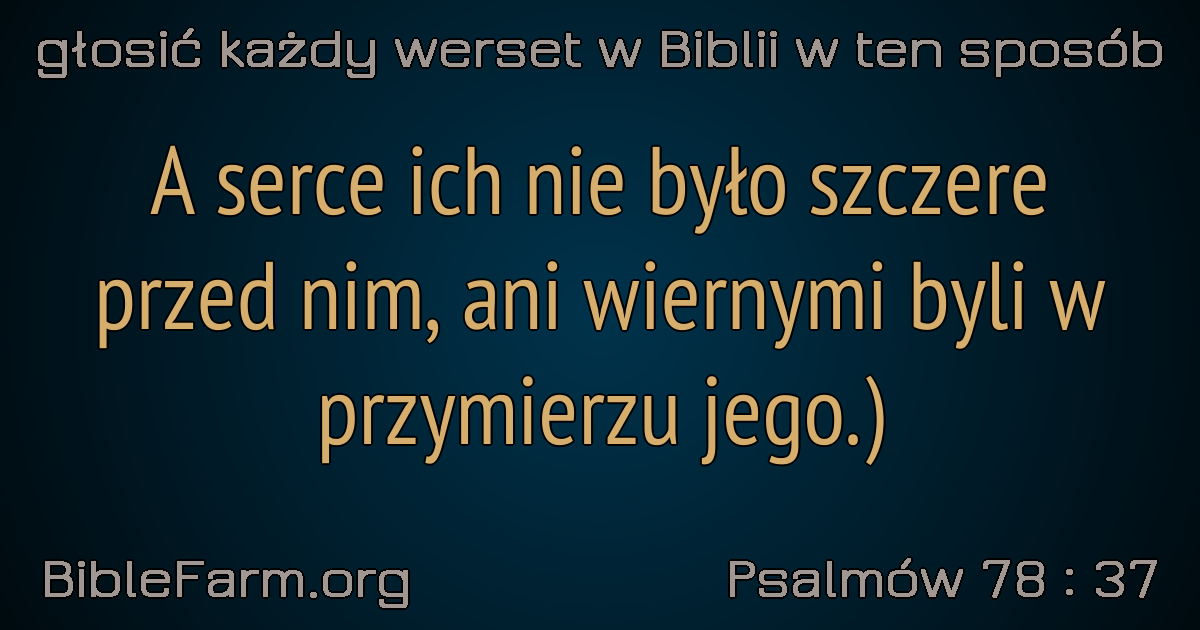 głosić każdy werset w Biblii w ten sposób
A serce ich nie było szczere
przed nim, ani wiernymi byli w
przymierzu jego.)
BibleFarm.org
Psalmów 78 : 37